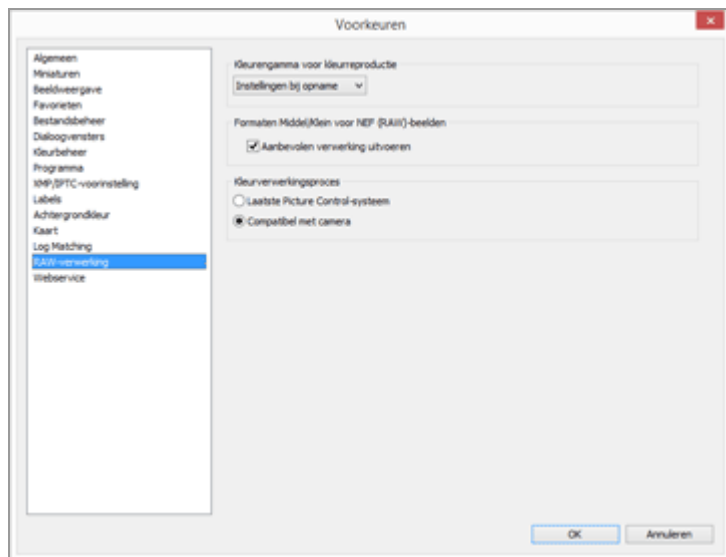 Voorkeuren
Algemeen
Miniaturen
Beeldweergave
Favorieten
Bestandsbeheer
Dialoogvensters
Kleurbeheer
Programma
XMP/IPTC-voorinstelling
Labels
Achtergrondkleur
Kaart
Log Matching
RAW-verwerking
Webservice
Kleurengamma voor kleurreproductie
Instellingen bij opname
Formaten Middel/Klein voor NEF (RAW)-beelden
Aanbevolen verwerking uitvoeren
Kleurverwerkingsproces
Laatste Picture Control-systeem
Compatibel met camera
OK
Annuleren